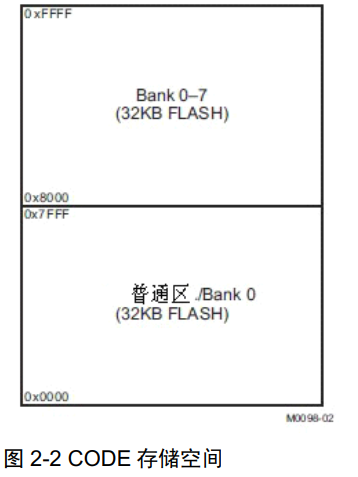 0xFFFF
Bank 0–7
(32KB FLASH)
0x8000
0x7FFF
普通区./Bank 0
(32KB FLASH)
0x0000
M0098-02
图 2-2 CODE 存储空间